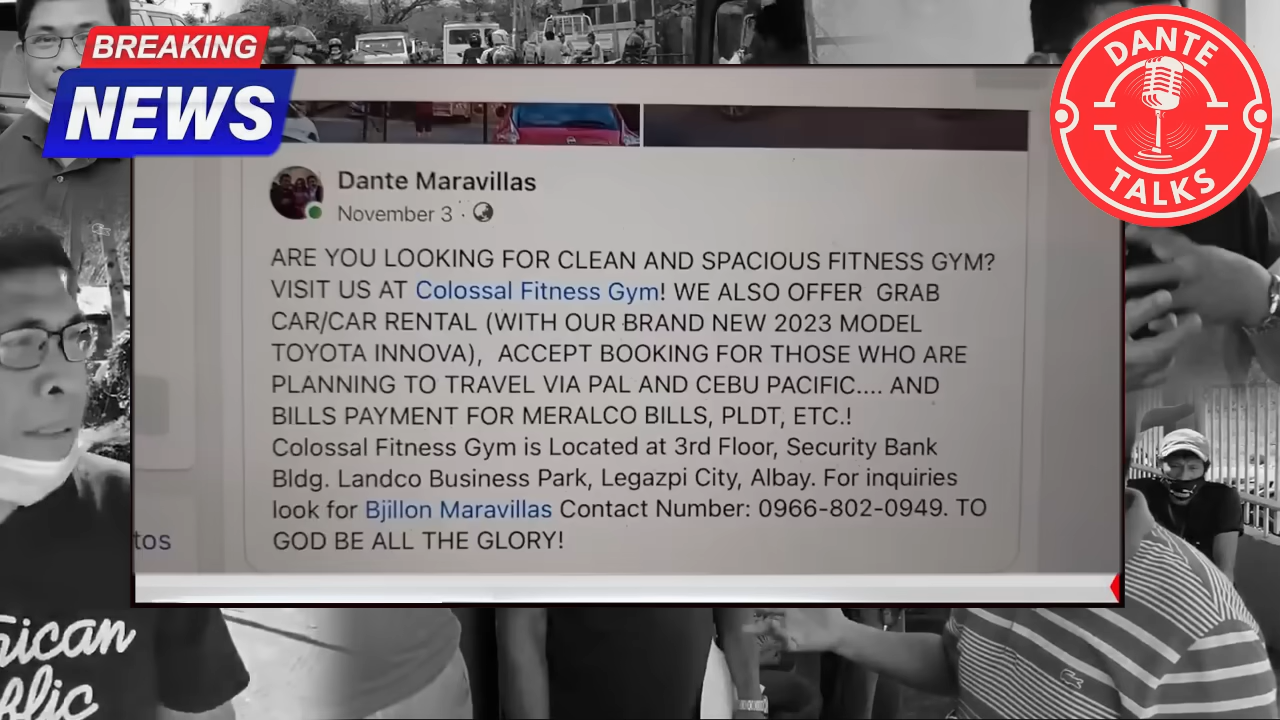 BREAKING
NEWS
DANTE
TALKS
Dante Maravillas
November 3 ·
ARE YOU LOOKING FOR CLEAN AND SPACIOUS FITNESS GYM?
VISIT US AT Colossal Fitness Gym! WE ALSO OFFER GRAB
CAR/CAR RENTAL (WITH OUR BRAND NEW 2023 MODEL
TOYOTA INNOVA), ACCEPT BOOKING FOR THOSE WHO ARE
PLANNING TO TRAVEL VIA PAL AND CEBU PACIFIC.... AND
BILLS PAYMENT FOR MERALCO BILLS, PLDT, ETC.!
Colossal Fitness Gym is Located at 3rd Floor, Security Bank
Bldg. Landco Business Park, Legazpi City, Albay. For inquiries
look for Bjillon Maravillas Contact Number: 0966-802-0949. TO
GOD BE ALL THE GLORY!
tos